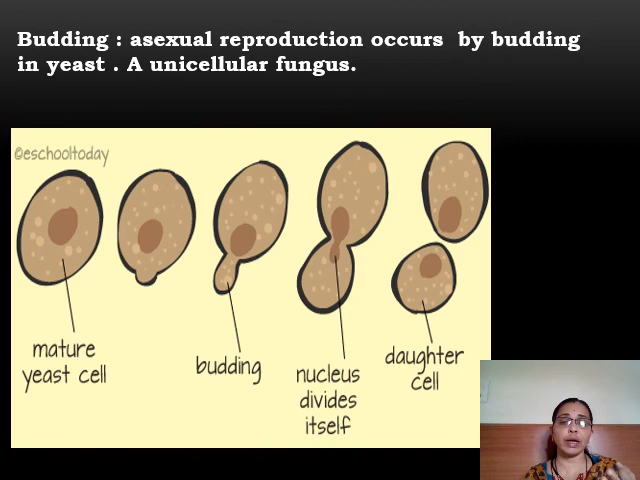 Budding : asexual reproduction occurs  by budding
in yeast . A unicellular fungus.
©eschooltoday
mature
yeast cell
budding
nucleus
divides
itself
daughter
cell